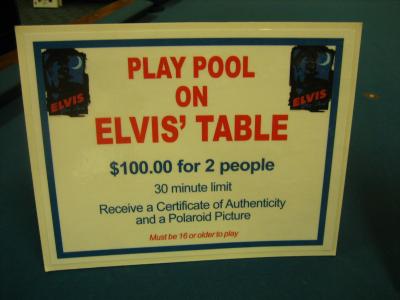 PLAY POOL
ON
ELVIS' TABLE
$100.00 for 2 people
30 minute limit
Receive a Certificate of Authenticity
and a Polaroid Picture
Must be 16 or older to play
ELVIS
ELVIS